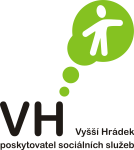 VH
Vyšší Hrádek
poskytovatel sociálních služeb